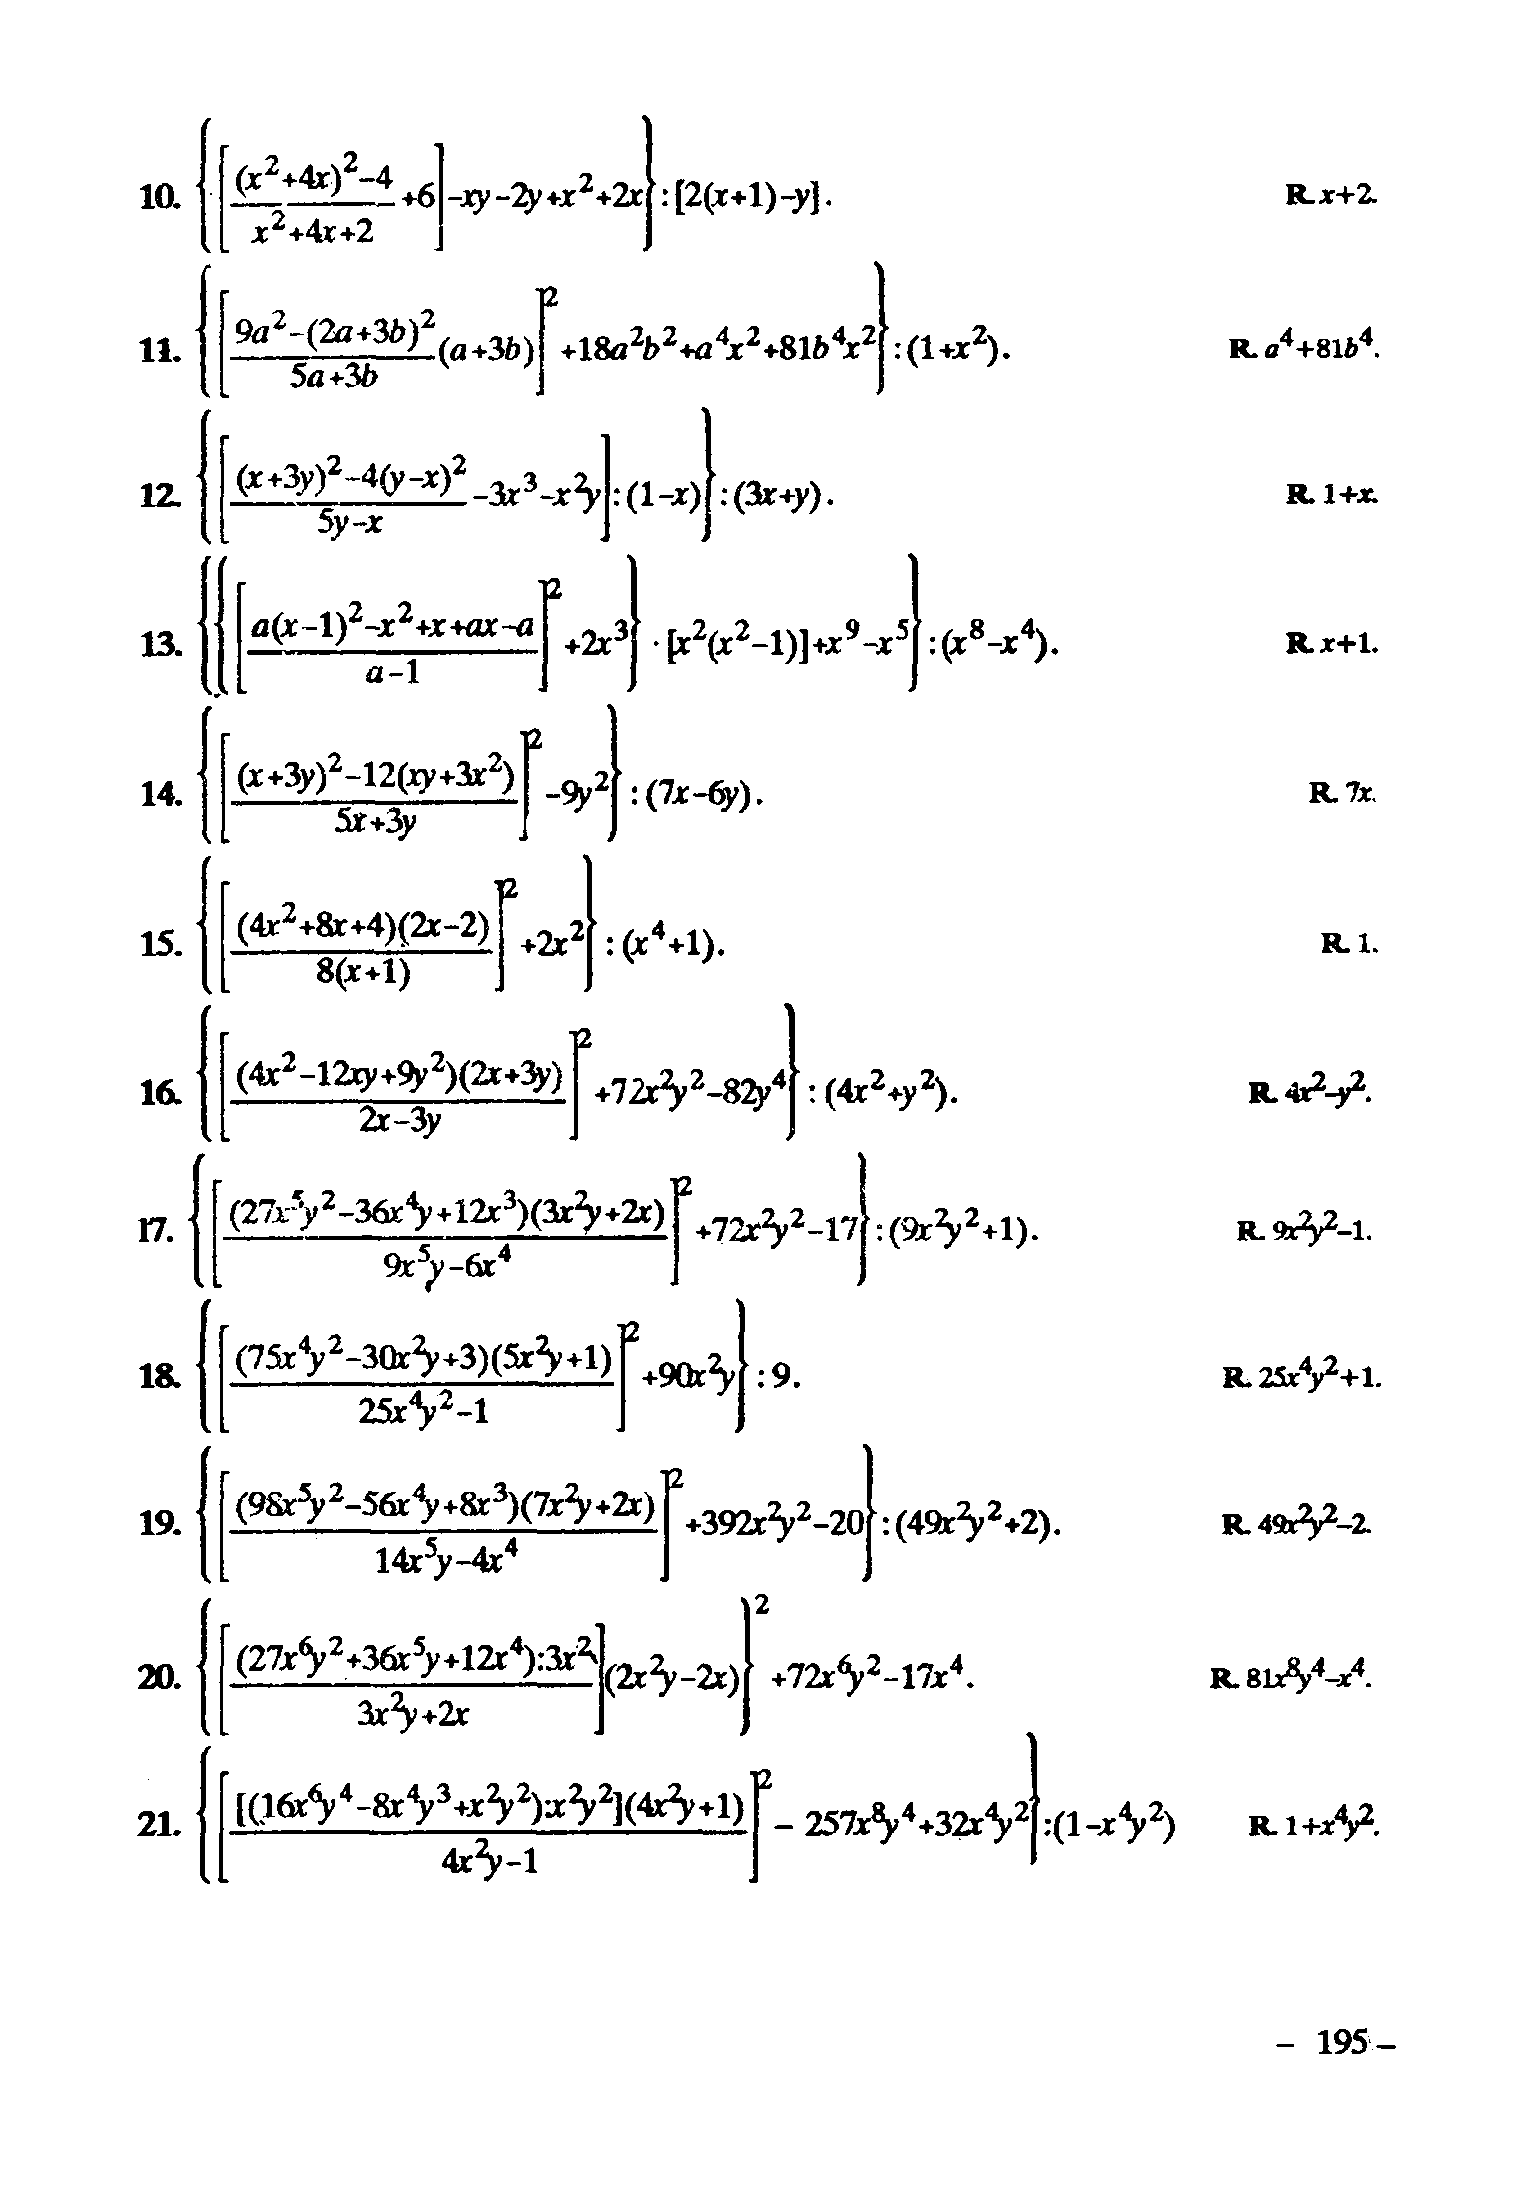 10. {[((x²+4x)²-4)/(x²+4x+2) +6]-xy-2y+x²+2x}:[2(x+1)-y]. R. x+2.
11. {[(9a²-(2a+3b)²)/(5a+3b) (a+3b)]²+18a²b²+a⁴x²+81b⁴x²}:(1+x²). R. a⁴+81b⁴.
12. {[((x+3y)²-4(y-x)²)/(5y-x) -3x³-x²y]:(1-x)}:(3x+y). R. 1+x.
13. {{[(a(x-1)²-x²+x+ax-a)/(a-1)]²+2x³}·[x²(x²-1)]+x⁹-x⁵}:(x⁸-x⁴). R. x+1.
14. {[((x+3y)²-12(xy+3x²))/(5x+3y)]²-9y²}:(7x-6y). R. 7x.
15. {[((4x²+8x+4)(2x-2))/(8(x+1))]²+2x²}:(x⁴+1). R. 1.
16. {[((4x²-12xy+9y²)(2x+3y))/(2x-3y)]²+72x²y²-82y⁴}:(4x²+y²). R. 4x²-y².
17. {[((27x⁵y²-36x⁴y+12x³)(3x²y+2x))/(9x⁵y-6x⁴)]²+72x²y²-17}:(9x²y²+1). R. 9x²y²-1.
18. {[((75x⁴y²-30x²y+3)(5x²y+1))/(25x⁴y²-1)]²+90x²y}:9. R. 25x⁴y²+1.
19. {[((98x⁵y²-56x⁴y+8x³)(7x²y+2x))/(14x⁵y-4x⁴)]²+392x²y²-20}:(49x²y²+2). R. 49x²y²-2.
20. {[((27x⁶y²+36x⁵y+12x⁴):3x²)/(3x²y+2x)](2x²y-2x)}²+72x⁶y²-17x⁴. R. 81x⁸y⁴-x⁴.
21. {[([(16x⁶y⁴-8x⁴y³+x²y²):x²y²](4x²y+1))/(4x²y-1)]²- 257x⁸y⁴+32x⁴y²}:(1-x⁴y²) R. 1+x⁴y².
- 195 -